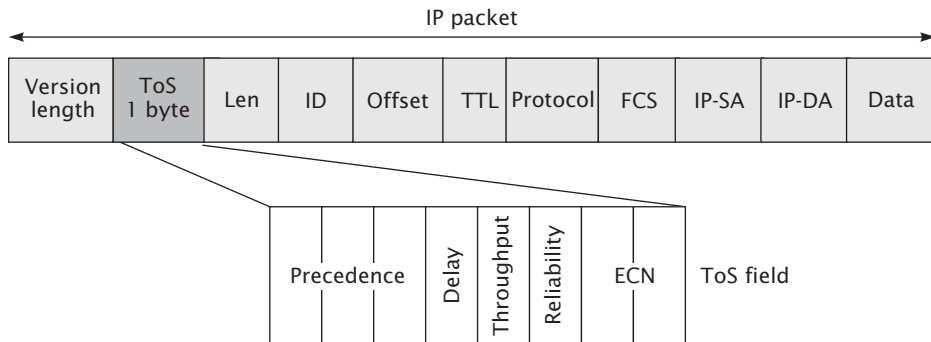 IP packet
Version
length
ToS
1 byte
Len
ID
Offset
TTL
Protocol
FCS
IP-SA
IP-DA
Data
Precedence
Delay
Throughput
Reliability
ECN
ToS field